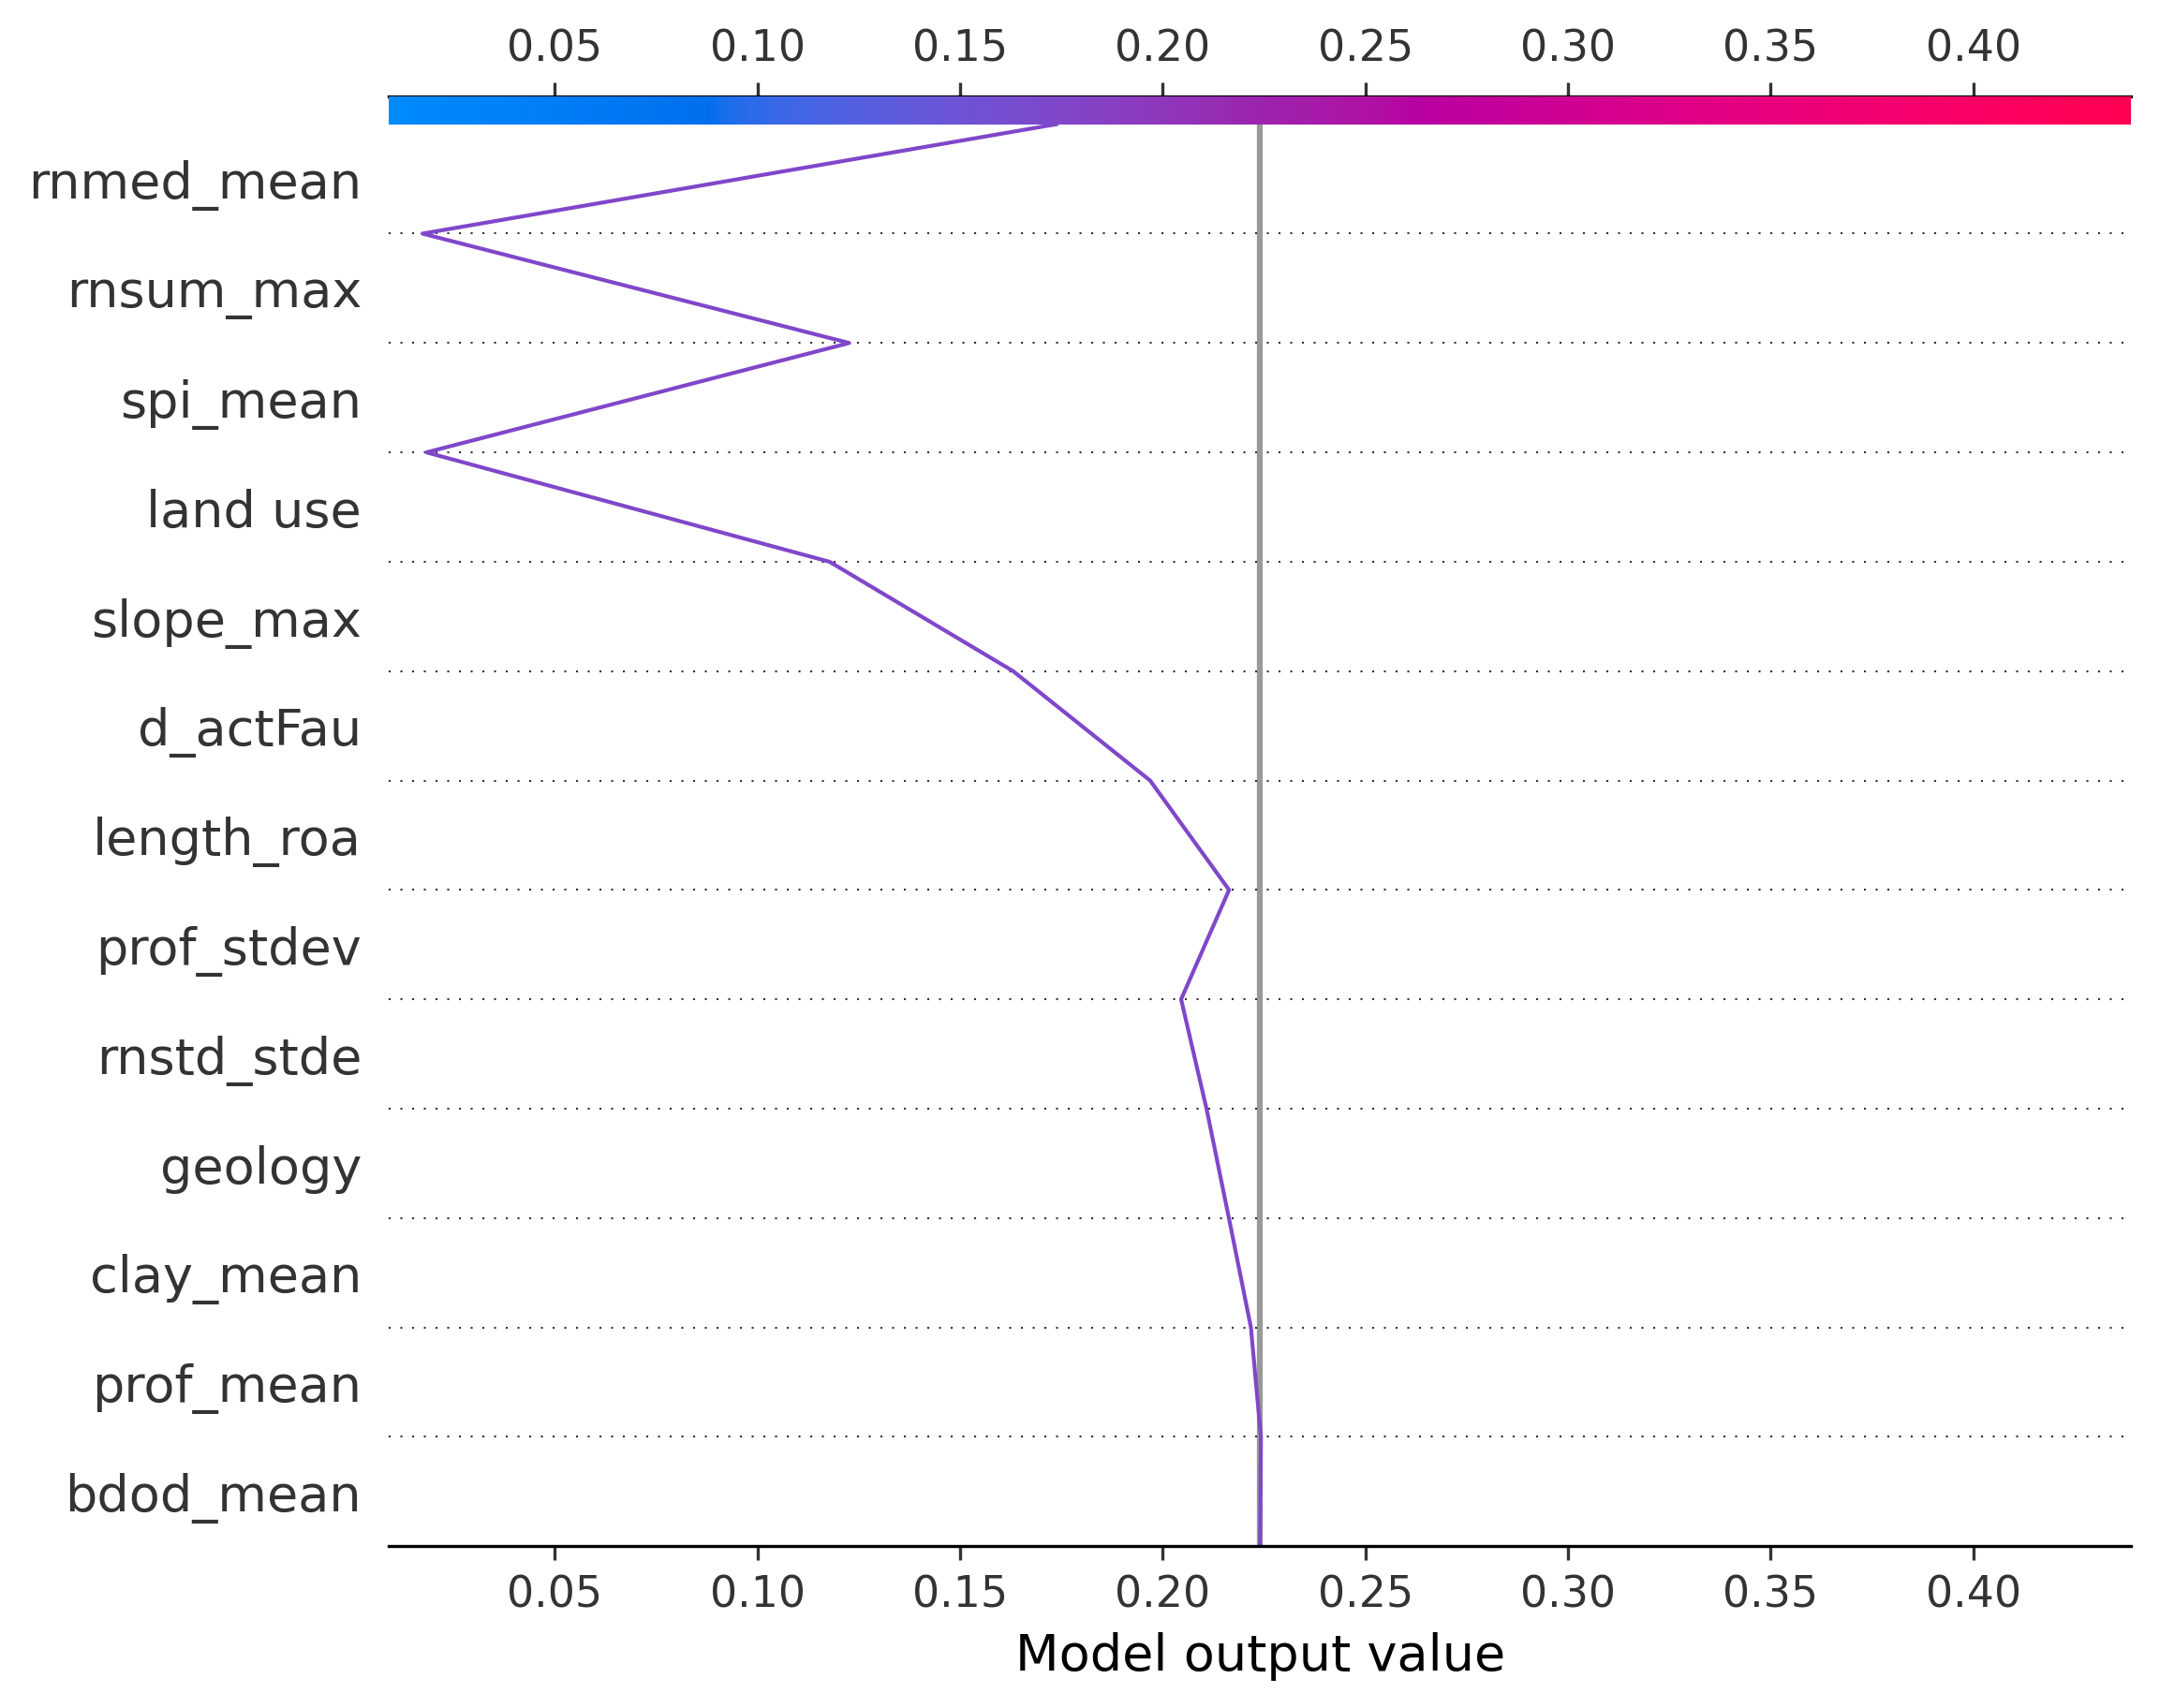 0.05 0.10 0.15 0.20 0.25 0.30 0.35 0.40
rnmed_mean
rnsum_max
spi_mean
land use
slope_max
d_actFau
length_roa
prof_stdev
rnstd_stde
geology
clay_mean
prof_mean
bdod_mean
0.05 0.10 0.15 0.20 0.25 0.30 0.35 0.40
Model output value